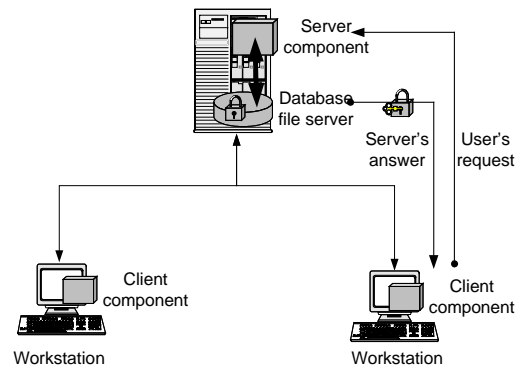 Server
component
Database
file server
Server's
answer
User's
request
Client
component
Client
component
Workstation
Workstation